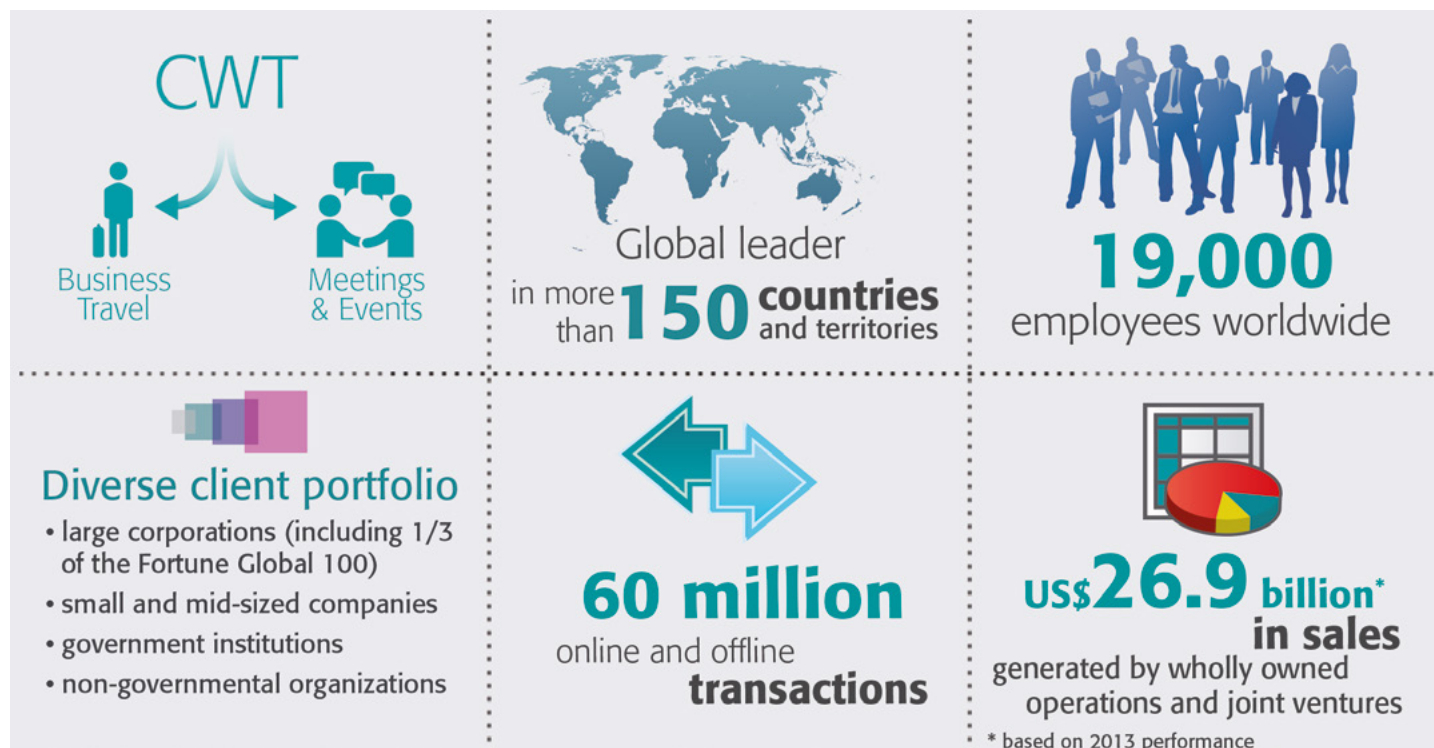 CWT
Business
Travel
Meetings
& Events
Global leader
in more
than 150 countries
and territories
19,000
employees worldwide
Diverse client portfolio
• large corporations (including 1/3
of the Fortune Global 100)
• small and mid-sized companies
• government institutions
• non-governmental organizations
60 million
online and offline
transactions
US$26.9 billion*
in sales
generated by wholly owned
operations and joint ventures
* based on 2013 performance